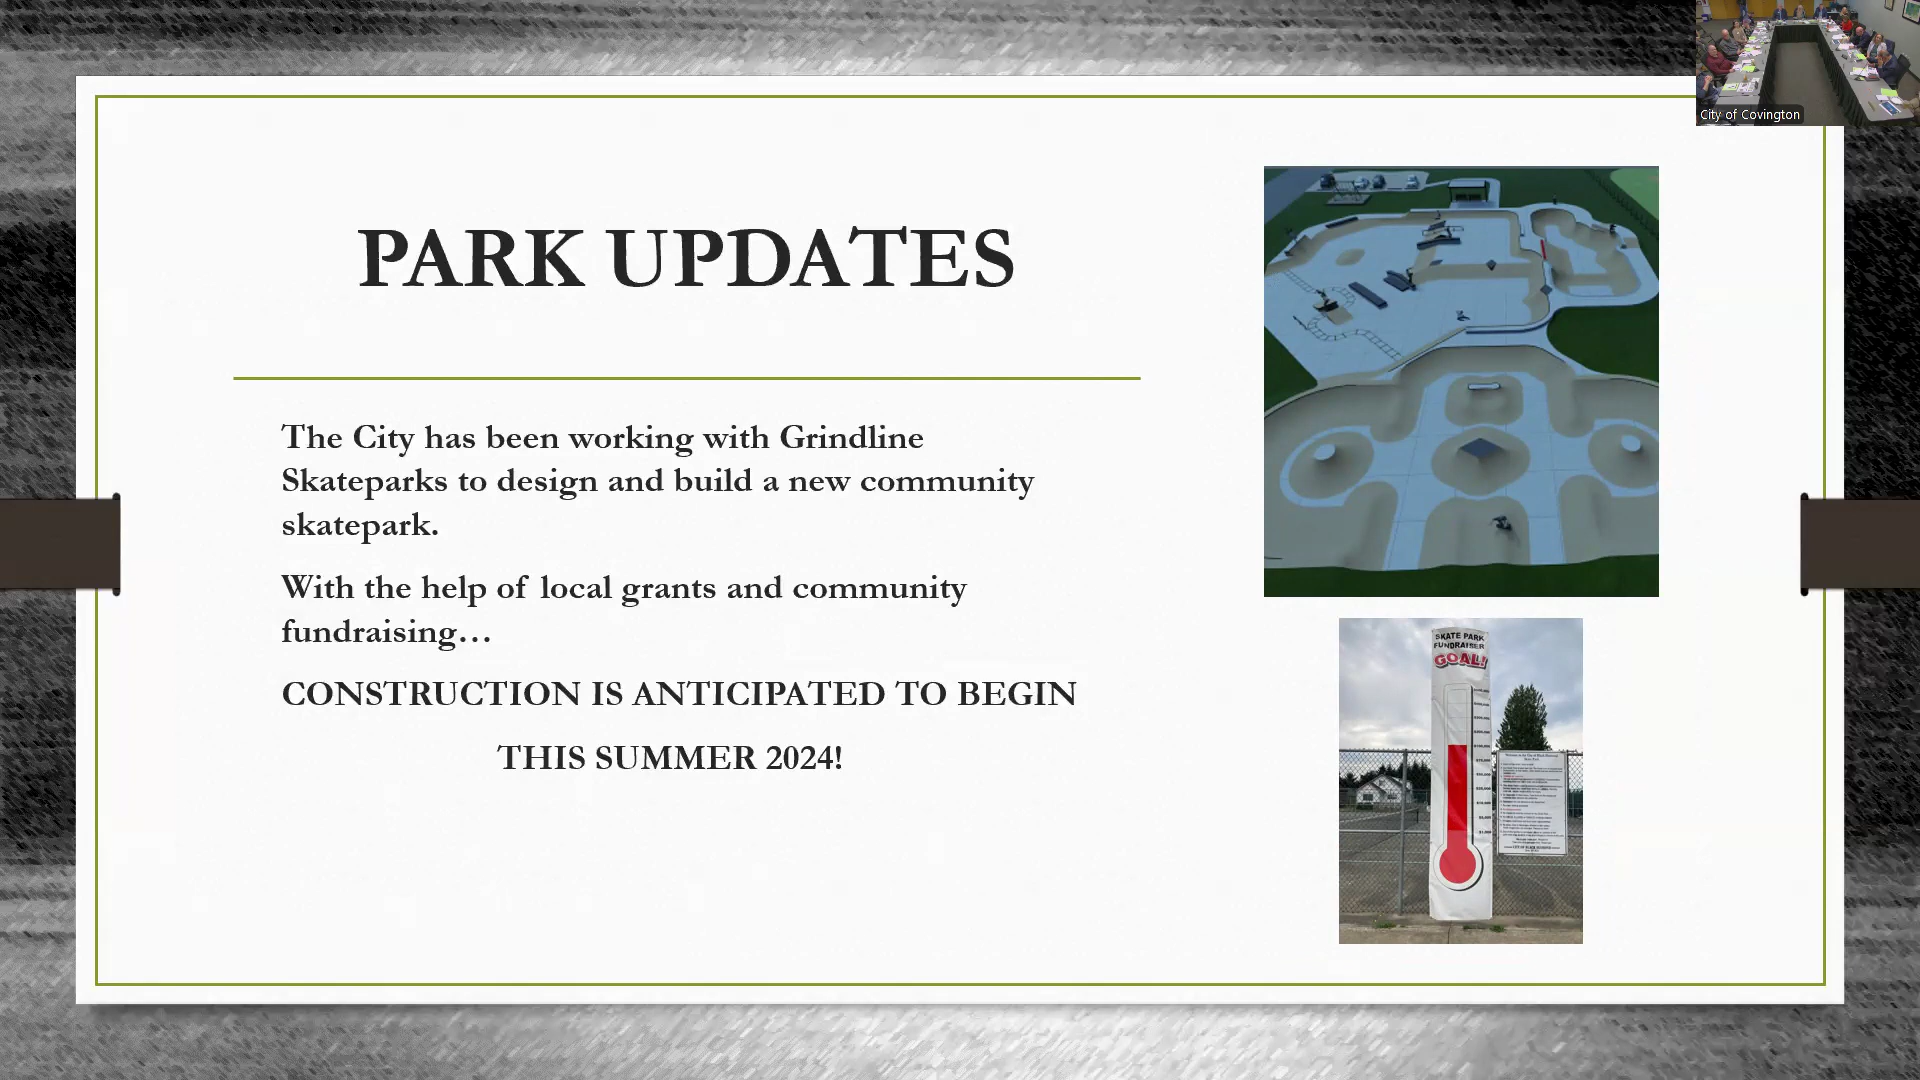 City of Covington
PARK UPDATES
The City has been working with Grindline
Skateparks to design and build a new community
skatepark.
With the help of local grants and community
fundraising…
CONSTRUCTION IS ANTICIPATED TO BEGIN
THIS SUMMER 2024!
SKATE PARK
FUNDRAISER
GOAL!